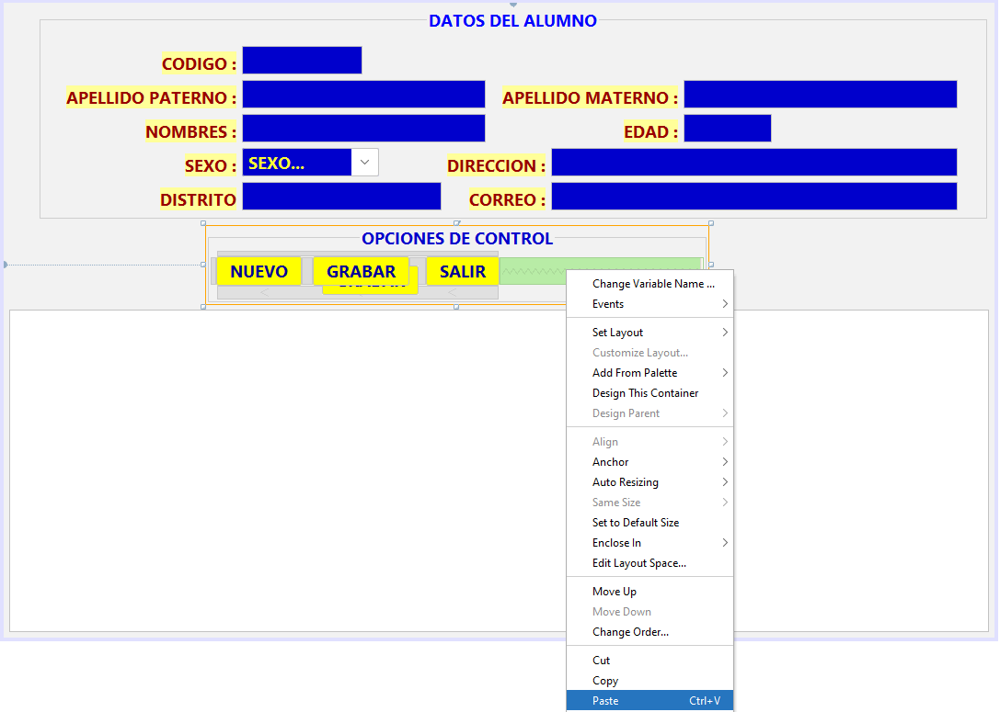 DATOS DEL ALUMNO
CODIGO :
APELLIDO PATERNO : APELLIDO MATERNO :
NOMBRES : EDAD :
SEXO : SEXO... DIRECCION :
DISTRITO CORREO :
OPCIONES DE CONTROL
NUEVO GRABAR SALIR
Change Variable Name ...
Events
Set Layout
Customize Layout...
Add From Palette
Design This Container
Design Parent
Align
Anchor
Auto Resizing
Same Size
Set to Default Size
Enclose In
Edit Layout Space...
Move Up
Move Down
Change Order...
Cut
Copy
Paste Ctrl+V